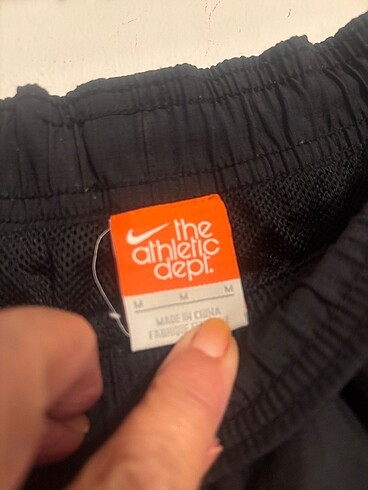 the
athletic
dept.
M M M
MADE IN CHINA